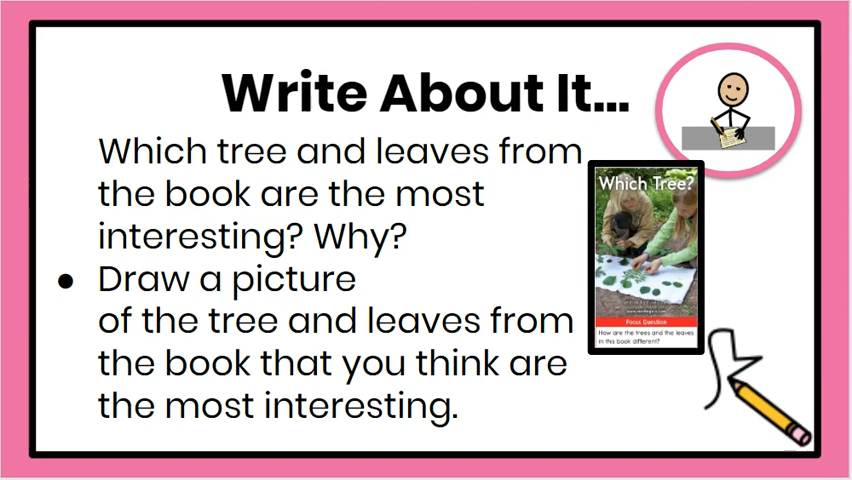 Write About It...
Which tree and leaves from
the book are the most
interesting? Why?
● Draw a picture
of the tree and leaves from
the book that you think are
the most interesting.
Which Tree?
Focus Question
How are the trees and the leaves
in this book different?